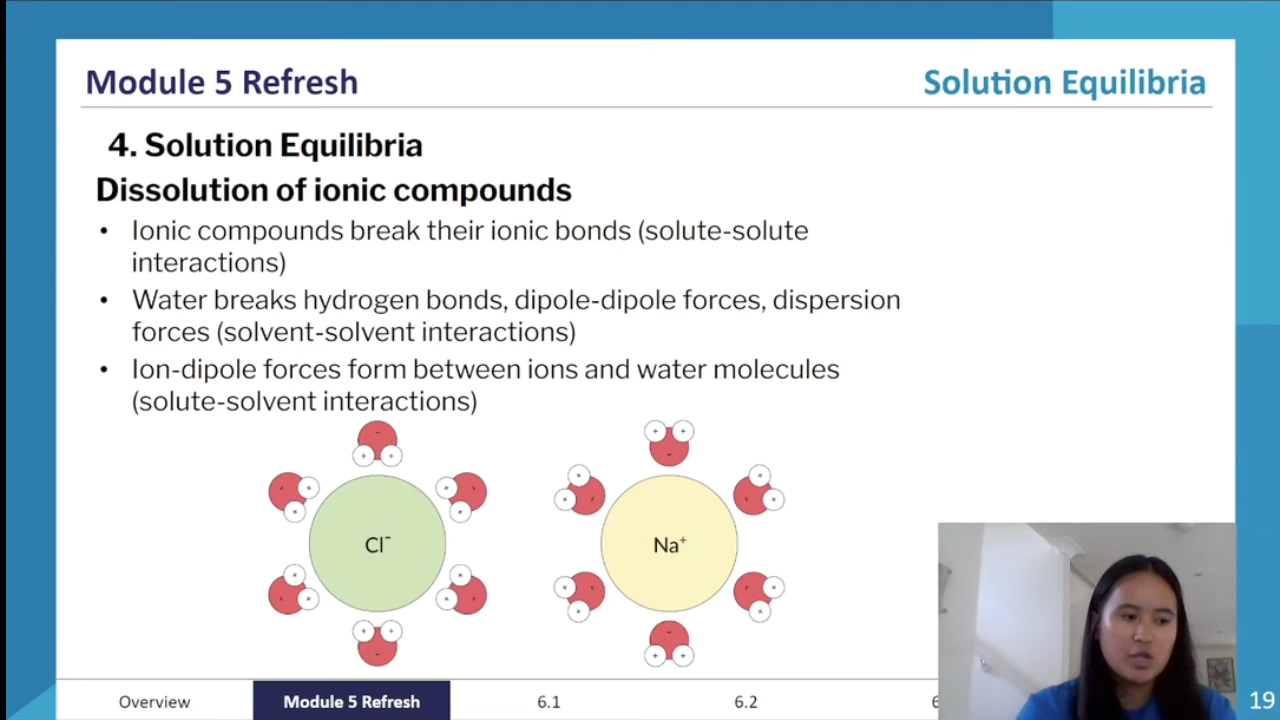 Module 5 Refresh
Solution Equilibria
4. Solution Equilibria
Dissolution of ionic compounds
• Ionic compounds break their ionic bonds (solute-solute
interactions)
• Water breaks hydrogen bonds, dipole-dipole forces, dispersion
forces (solvent-solvent interactions)
• Ion-dipole forces form between ions and water molecules
(solute-solvent interactions)
Cl⁻
Na⁺
Overview
Module 5 Refresh
6.1
6.2
19